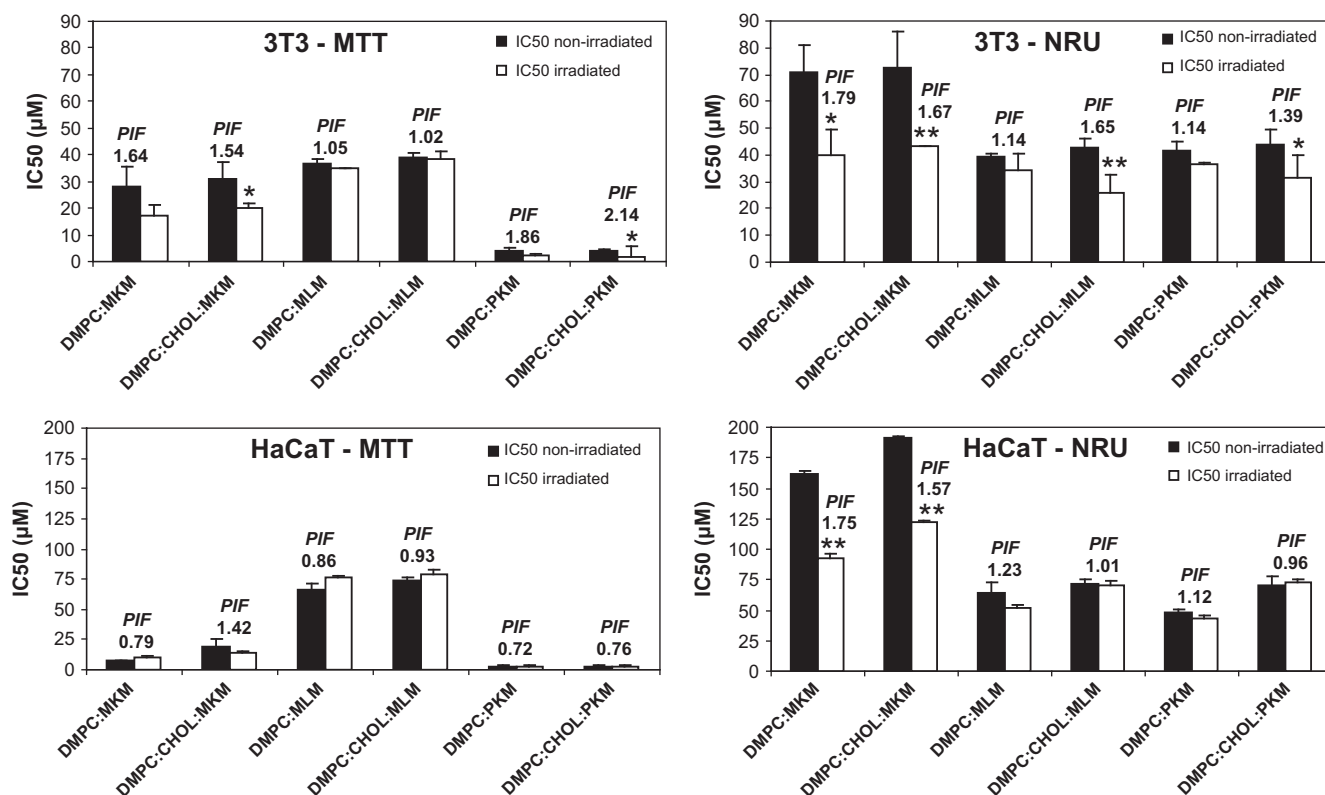 3T3 - MTT
IC50 non-irradiated
IC50 irradiated
IC50 (µM)
90
80
70
60
50
40
30
20
10
0
PIF
1.64
PIF
1.54
*
PIF
1.05
PIF
1.02
PIF
1.86
PIF
2.14
*
DMPC:MKM
DMPC:CHOL:MKM
DMPC:MLM
DMPC:CHOL:MLM
DMPC:PKM
DMPC:CHOL:PKM
3T3 - NRU
IC50 non-irradiated
IC50 irradiated
IC50 (µM)
90
80
70
60
50
40
30
20
10
0
PIF
1.79
*
PIF
1.67
**
PIF
1.14
PIF
1.65
**
PIF
1.14
PIF
1.39
*
DMPC:MKM
DMPC:CHOL:MKM
DMPC:MLM
DMPC:CHOL:MLM
DMPC:PKM
DMPC:CHOL:PKM
HaCaT - MTT
IC50 non-irradiated
IC50 irradiated
IC50 (µM)
200
175
150
125
100
75
50
25
0
PIF
0.79
PIF
1.42
PIF
0.86
PIF
0.93
PIF
0.72
PIF
0.76
DMPC:MKM
DMPC:CHOL:MKM
DMPC:MLM
DMPC:CHOL:MLM
DMPC:PKM
DMPC:CHOL:PKM
HaCaT - NRU
IC50 non-irradiated
IC50 irradiated
IC50 (µM)
200
175
150
125
100
75
50
25
0
PIF
1.75
**
PIF
1.57
**
PIF
1.23
PIF
1.01
PIF
1.12
PIF
0.96
DMPC:MKM
DMPC:CHOL:MKM
DMPC:MLM
DMPC:CHOL:MLM
DMPC:PKM
DMPC:CHOL:PKM